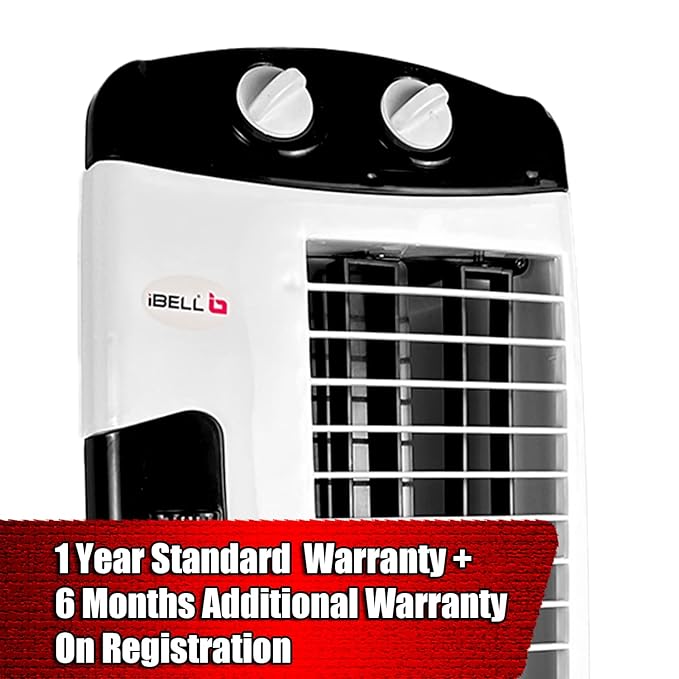 iBELL
1 Year Standard Warranty +
6 Months Additional Warranty
On Registration